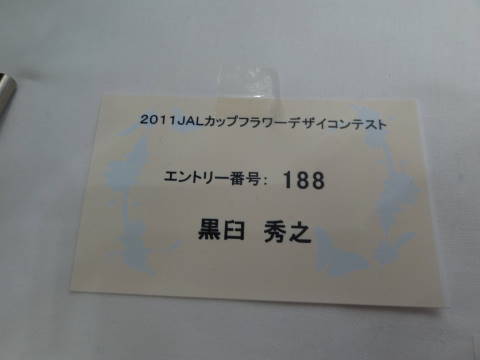 2011JALカップフラワーデザイコンテスト
エントリー番号： 188
黒臼　秀之